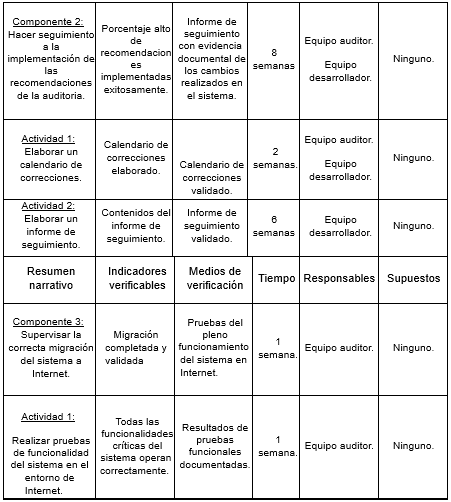 Componente 2:
Hacer seguimiento
a la
implementación de
las
recomendaciones
de la auditoria.
Porcentaje alto
de
recomendacion
es
implementadas
exitosamente.
Informe de
seguimiento
con evidencia
documental de
los cambios
realizados en
el sistema.
8
semanas
Equipo auditor.
Equipo
desarrollador.
Ninguno.
Actividad 1:
Elaborar un
calendario de
correcciones.
Calendario de
correcciones
elaborado.
Calendario de
correcciones
validado.
2
semanas.
Equipo auditor.
Equipo
desarrollador.
Ninguno.
Actividad 2:
Elaborar un
informe de
seguimiento.
Contenidos del
informe de
seguimiento.
Informe de
seguimiento
validado.
6
semanas
Equipo
desarrollador.
Ninguno.
Resumen
narrativo
Indicadores
verificables
Medios de
verificación
Tiempo
Responsables
Supuestos
Componente 3:
Supervisar la
correcta migración
del sistema a
Internet.
Migración
completada y
validada
Pruebas del
pleno
funcionamiento
del sistema en
Internet.
1
semana.
Equipo auditor.
Ninguno.
Actividad 1:
Realizar pruebas
de funcionalidad
del sistema en el
entorno de
Internet.
Todas las
funcionalidades
críticas del
sistema operan
correctamente.
Resultados de
pruebas
funcionales
documentadas.
1
semana.
Equipo auditor.
Ninguno.